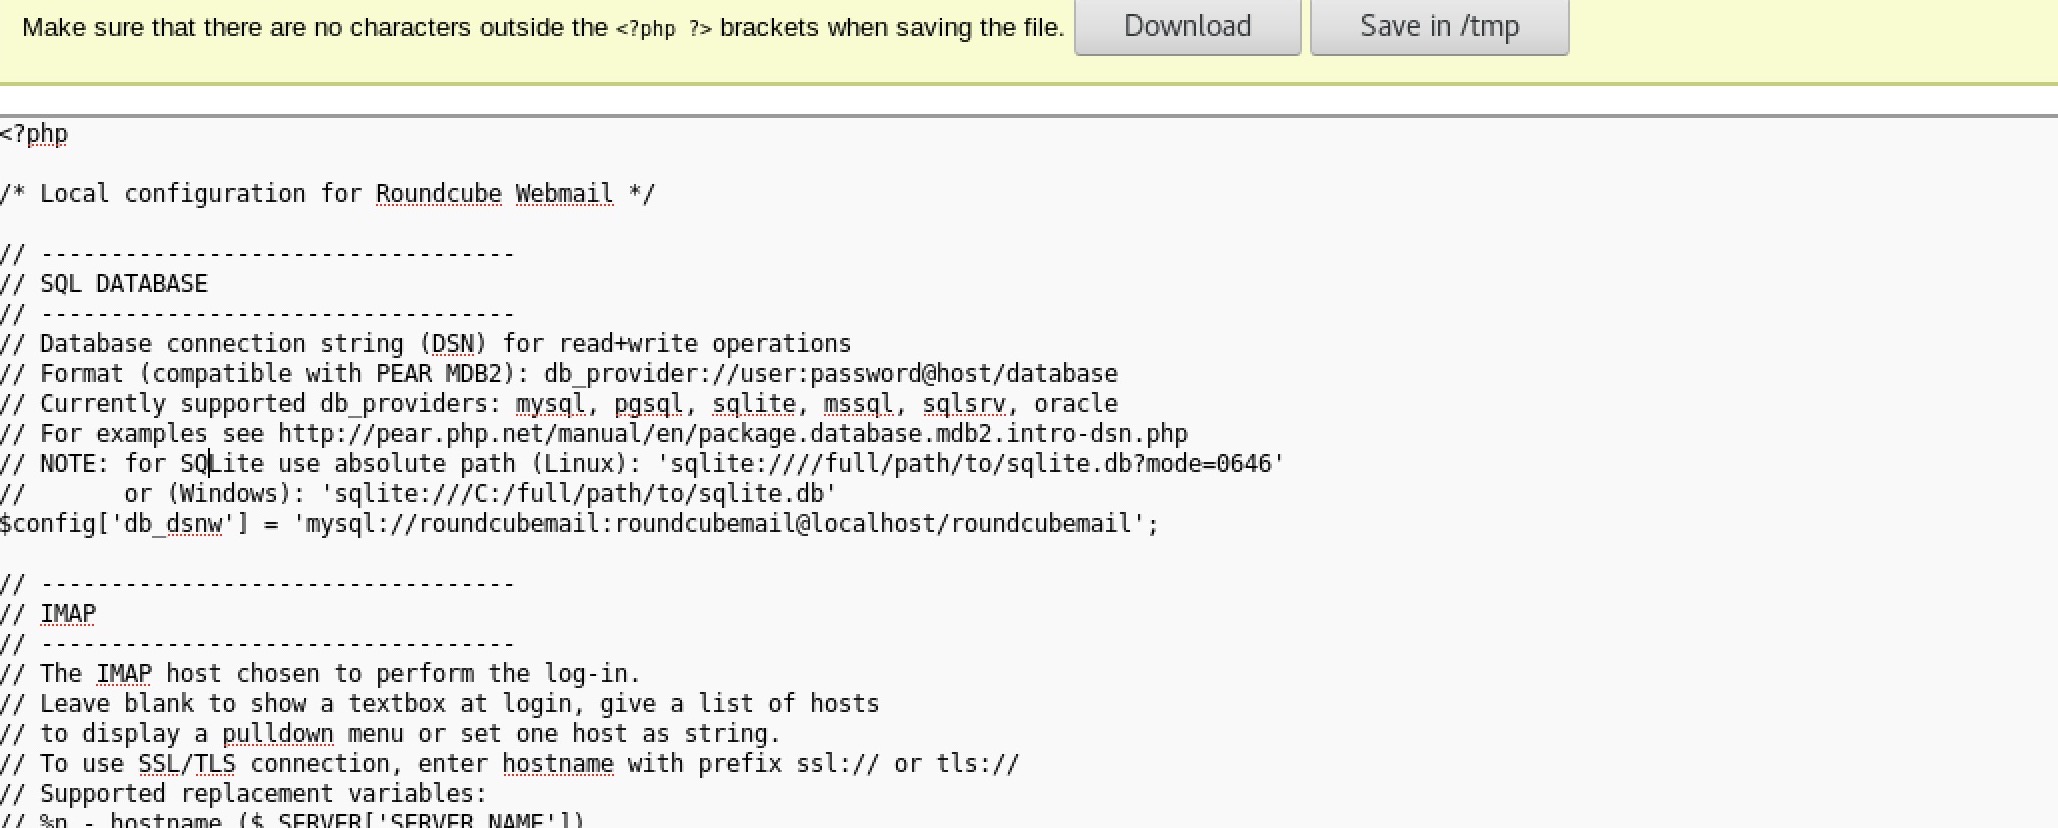 Make sure that there are no characters outside the <?php ?> brackets when saving the file. Download Save in /tmp
<?php
/* Local configuration for Roundcube Webmail */
// ----------------------------------
// SQL DATABASE
// ----------------------------------
// Database connection string (DSN) for read+write operations
// Format (compatible with PEAR MDB2): db_provider://user:password@host/database
// Currently supported db_providers: mysql, pgsql, sqlite, mssql, sqlsrv, oracle
// For examples see http://pear.php.net/manual/en/package.database.mdb2.intro-dsn.php
// NOTE: for SQLite use absolute path (Linux): 'sqlite:////full/path/to/sqlite.db?mode=0646'
//       or (Windows): 'sqlite:///C:/full/path/to/sqlite.db'
$config['db_dsnw'] = 'mysql://roundcubemail:roundcubemail@localhost/roundcubemail';
// ----------------------------------
// IMAP
// ----------------------------------
// The IMAP host chosen to perform the log-in.
// Leave blank to show a textbox at login, give a list of hosts
// to display a pulldown menu or set one host as string.
// To use SSL/TLS connection, enter hostname with prefix ssl:// or tls://
// Supported replacement variables:
// %n - hostname ($_SERVER['SERVER_NAME'])